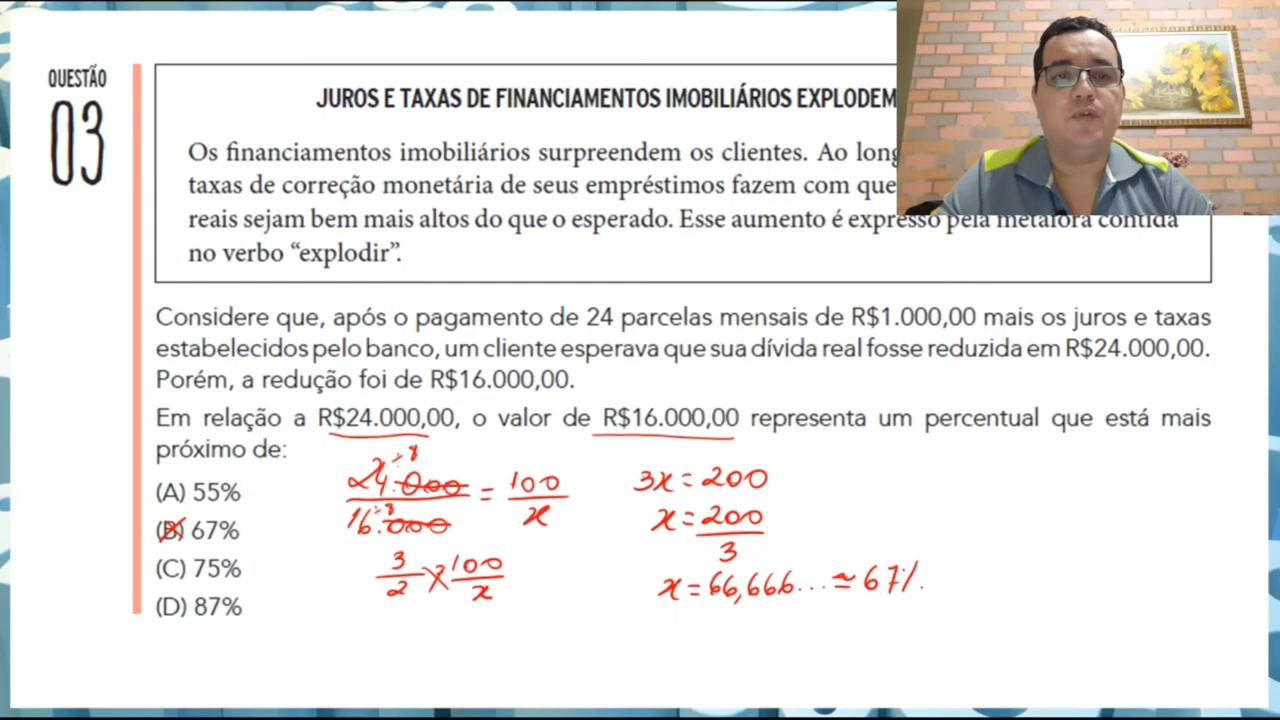 QUESTÃO
03
JUROS E TAXAS DE FINANCIAMENTOS IMOBILIÁRIOS EXPLODEM
Os financiamentos imobiliários surpreendem os clientes. Ao long
taxas de correção monetária de seus empréstimos fazem com que
reais sejam bem mais altos do que o esperado. Esse aumento é expresso pela metáfora contida
no verbo “explodir”.
Considere que, após o pagamento de 24 parcelas mensais de R$1.000,00 mais os juros e taxas
estabelecidos pelo banco, um cliente esperava que sua dívida real fosse reduzida em R$24.000,00.
Porém, a redução foi de R$16.000,00.
Em relação a R$24.000,00, o valor de R$16.000,00 representa um percentual que está mais
próximo de:
(A) 55%
(B) 67%
(C) 75%
(D) 87%
÷8
24.000 = 100
÷8
16.000 x
3 100
2 x
3x = 200
x = 200
3
x = 66,666... ≃ 67%.